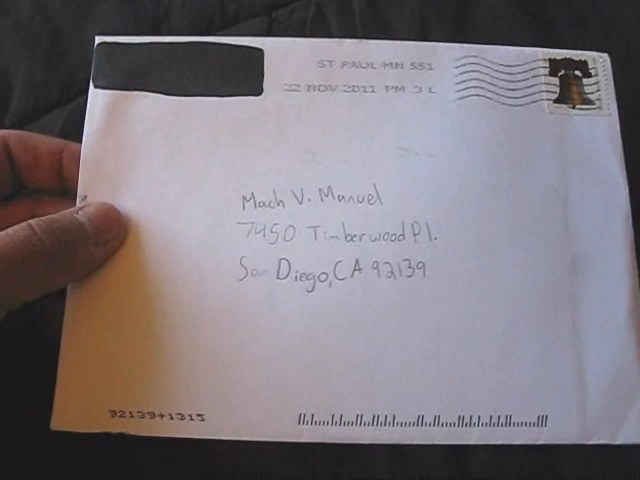 ST PAUL MN 551
22 NOV 2011 PM 3 L
Mach V. Manuel
7450 Timberwood Pl.
San Diego, CA 92139
92139+1315